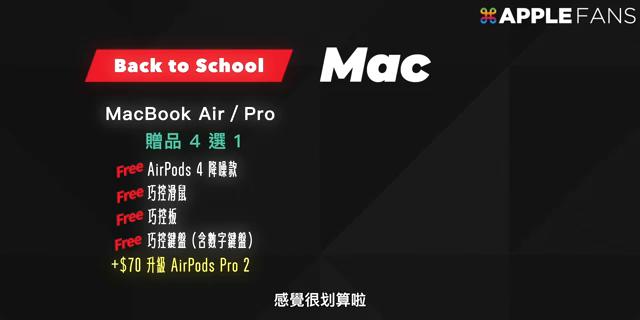 APPLEFANS
Back to School
Mac
MacBook Air / Pro
贈品 4 選 1
Free AirPods 4 降噪款
Free 巧控滑鼠
Free 巧控板
Free 巧控鍵盤 (含數字鍵盤)
+$70 升級 AirPods Pro 2
感覺很划算啦